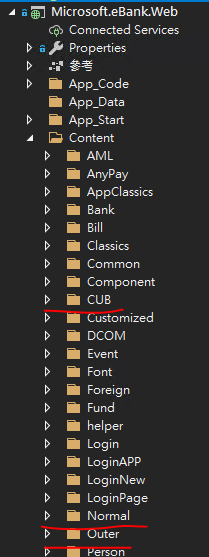 Microsoft.eBank.Web
Connected Services
Properties
參考
App_Code
App_Data
App_Start
Content
AML
AnyPay
AppClassics
Bank
Bill
Classics
Common
Component
CUB
Customized
DCOM
Event
Font
Foreign
Fund
helper
Login
LoginAPP
LoginNew
LoginPage
Normal
Outer
Person